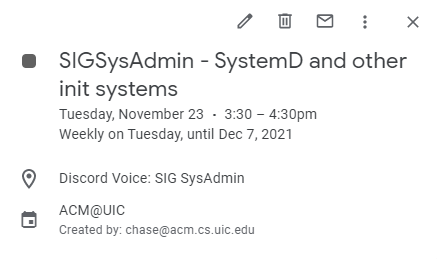 SIGSysAdmin - SystemD and other
init systems
Tuesday, November 23 · 3:30 – 4:30pm
Weekly on Tuesday, until Dec 7, 2021
Discord Voice: SIG SysAdmin
ACM@UIC
Created by: chase@acm.cs.uic.edu